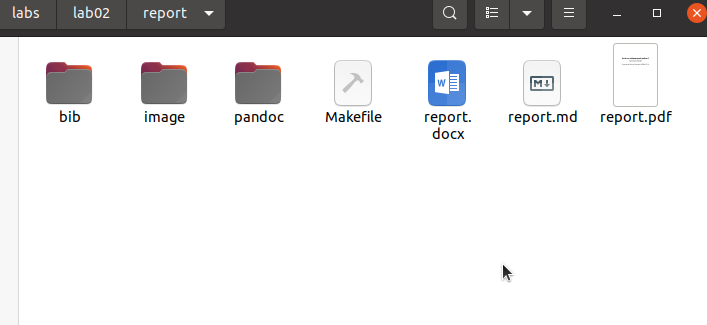 labs lab02 report
W M
bib image pandoc Makefile report. report.md report.pdf
docx